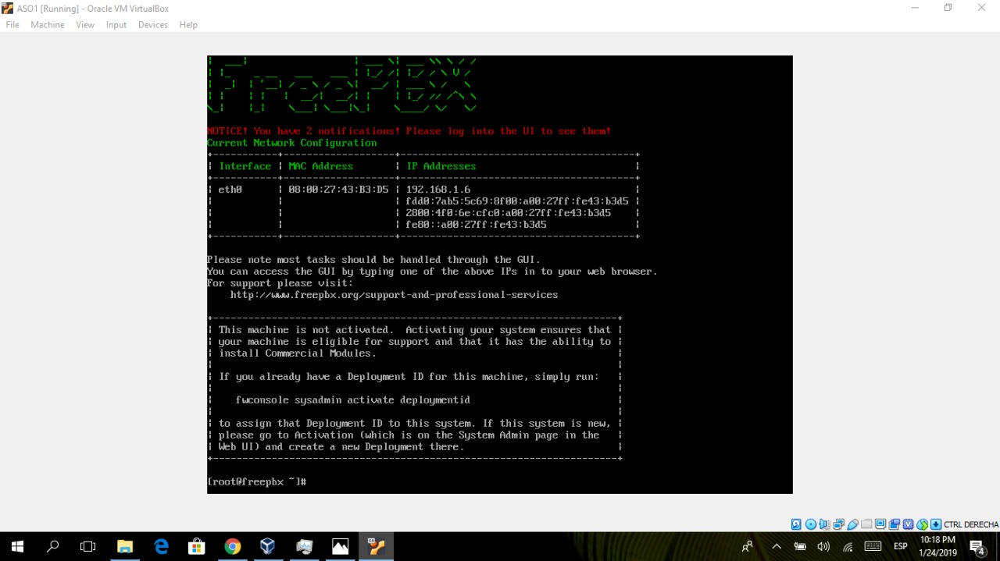 ASO1 [Running] - Oracle VM VirtualBox
File Machine View Input Devices Help
FreePBX
NOTICE! You have 2 notifications! Please log into the UI to see them!
Current Network Configuration
Interface | MAC Address | IP Addresses
eth0 | 08:00:27:43:B3:D5 | 192.168.1.6
fdd0:7ab5:5c69:8f00:a00:27ff:fe43:b3d5
2800:4f0:6e:cfc0:a00:27ff:fe43:b3d5
fe80::a00:27ff:fe43:b3d5
Please note most tasks should be handled through the GUI.
You can access the GUI by typing one of the above IPs in to your web browser.
For support please visit:
http://www.freepbx.org/support-and-professional-services
This machine is not activated. Activating your system ensures that
your machine is eligible for support and that it has the ability to
install Commercial Modules.
If you already have a Deployment ID for this machine, simply run:
fwconsole sysadmin activate deploymentid
to assign that Deployment ID to this system. If this system is new,
please go to Activation (which is on the System Admin page in the
Web UI) and create a new Deployment there.
[root@freepbx ~]#
CTRL DERECHA
ESP
10:18 PM
1/24/2019
4